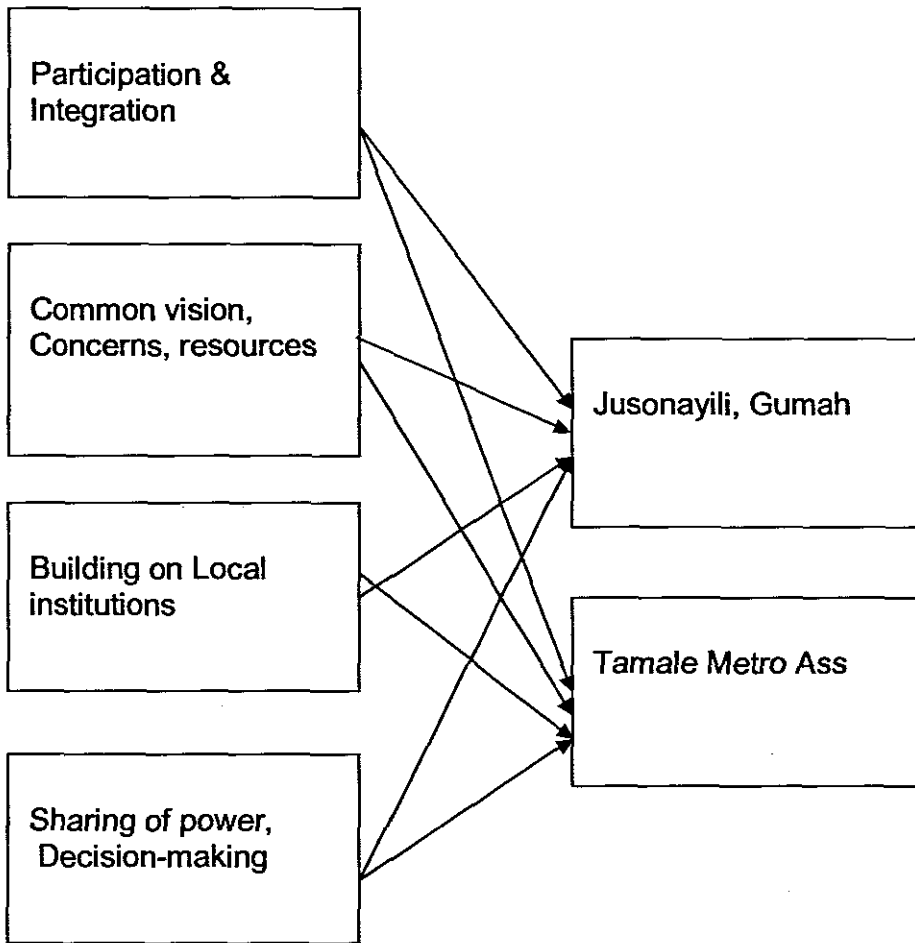 Participation &
Integration
Common vision,
Concerns, resources
Building on Local
institutions
Sharing of power,
Decision-making
Jusonayili, Gumah
Tamale Metro Ass